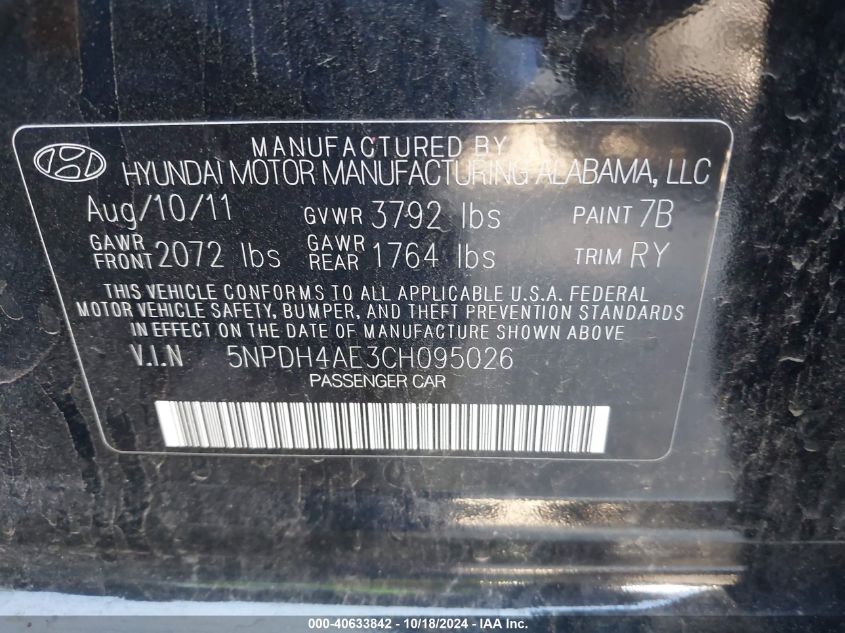 MANUFACTURED BY
HYUNDAI MOTOR MANUFACTURING ALABAMA, LLC
Aug/10/11 GVWR 3792 lbs PAINT 7B
GAWR FRONT 2072 lbs GAWR REAR 1764 lbs TRIM RY
THIS VEHICLE CONFORMS TO ALL APPLICABLE U.S.A. FEDERAL
MOTOR VEHICLE SAFETY, BUMPER, AND THEFT PREVENTION STANDARDS
IN EFFECT ON THE DATE OF MANUFACTURE SHOWN ABOVE
V.I.N 5NPDH4AE3CH095026
PASSENGER CAR
000-40633842 - 10/18/2024 - IAA Inc.